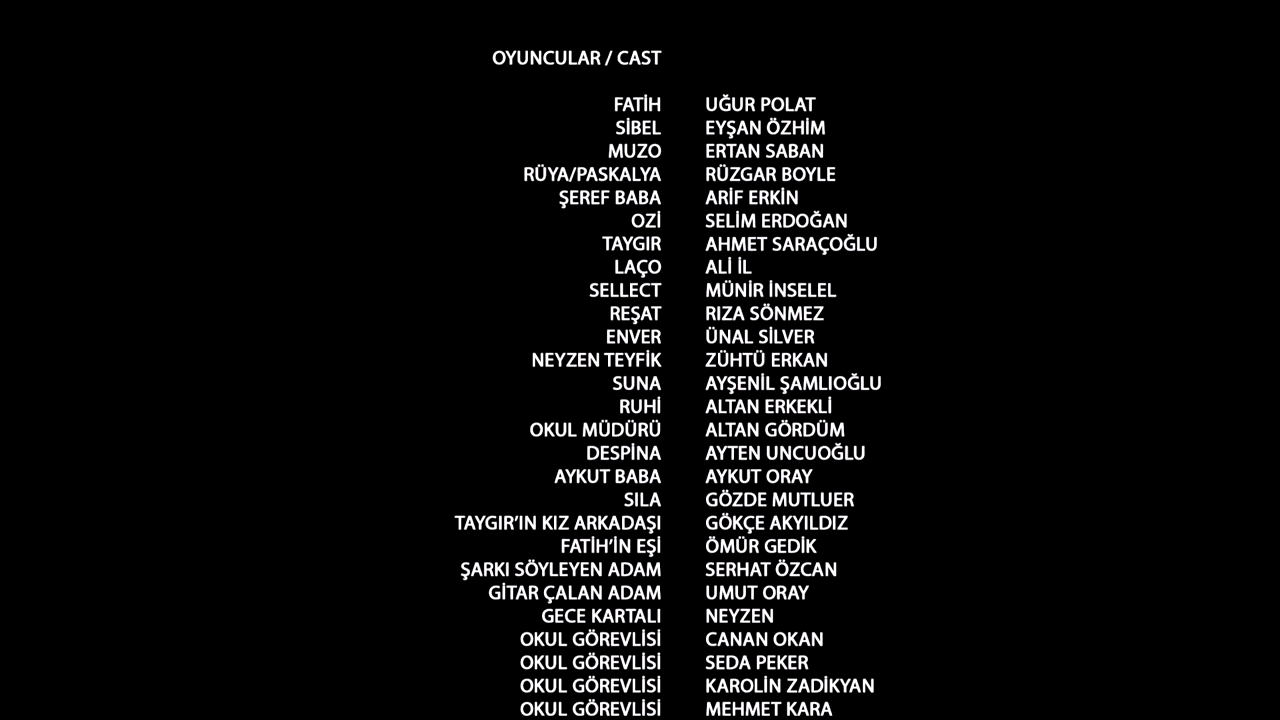 OYUNCULAR / CAST
FATİH UĞUR POLAT
SİBEL EYŞAN ÖZHİM
MUZO ERTAN SABAN
RÜYA/PASKALYA RÜZGAR BOYLE
ŞEREF BABA ARİF ERKİN
OZİ SELİM ERDOĞAN
TAYGIR AHMET SARAÇOĞLU
LAÇO ALİ İL
SELLECT MÜNİR İNSELEL
REŞAT RIZA SÖNMEZ
ENVER ÜNAL SİLVER
NEYZEN TEYFİK ZÜHTÜ ERKAN
SUNA AYŞENİL ŞAMLIOĞLU
RUHİ ALTAN ERKEKLİ
OKUL MÜDÜRÜ ALTAN GÖRDÜM
DESPİNA AYTEN UNCUOĞLU
AYKUT BABA AYKUT ORAY
SILA GÖZDE MUTLUER
TAYGIR’IN KIZ ARKADAŞI GÖKÇE AKYILDIZ
FATİH’İN EŞİ ÖMÜR GEDİK
ŞARKI SÖYLEYEN ADAM SERHAT ÖZCAN
GİTAR ÇALAN ADAM UMUT ORAY
GECE KARTALI NEYZEN
OKUL GÖREVLİSİ CANAN OKAN
OKUL GÖREVLİSİ SEDA PEKER
OKUL GÖREVLİSİ KAROLİN ZADİKYAN
OKUL GÖREVLİSİ MEHMET KARA